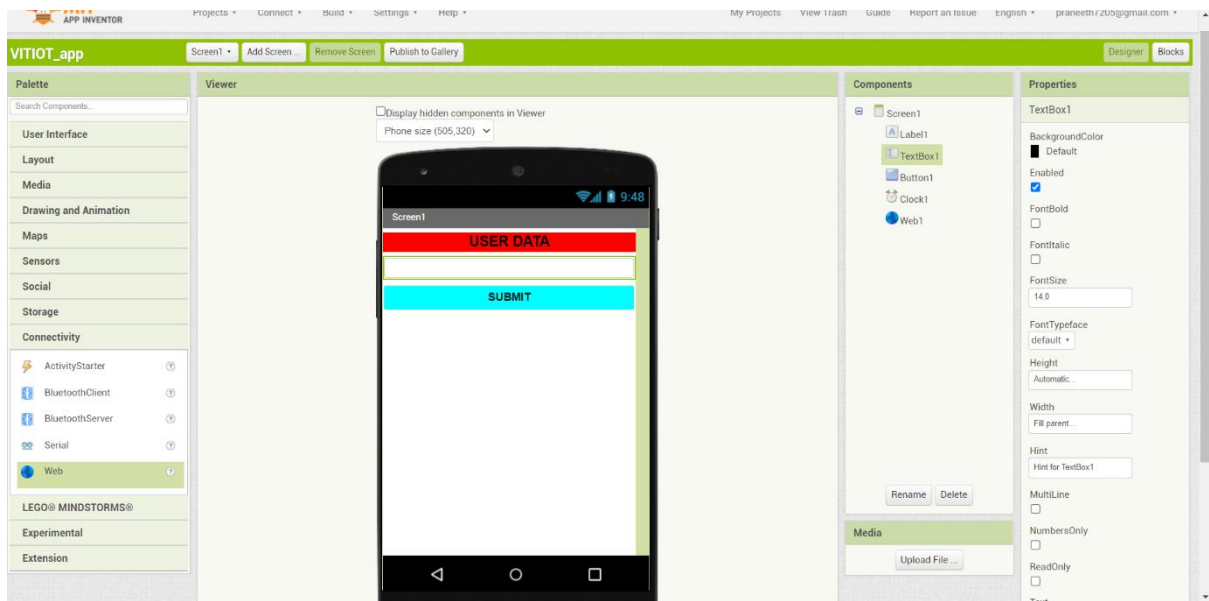 APP INVENTOR
Projects Connect Build Settings Help My Projects View Trash Guide Report an Issue English praneeth7205@gmail.com
VITIOT_app Screen1 Add Screen ... Remove Screen Publish to Gallery Designer Blocks
Palette
Search Components...
User Interface
Layout
Media
Drawing and Animation
Maps
Sensors
Social
Storage
Connectivity
ActivityStarter
BluetoothClient
BluetoothServer
Serial
Web
LEGO® MINDSTORMS®
Experimental
Extension
Viewer
Display hidden components in Viewer
Phone size (505,320)
9:48
Screen1
USER DATA
SUBMIT
Components
Screen1
Label1
TextBox1
Button1
Clock1
Web1
Rename Delete
Media
Upload File ...
Properties
TextBox1
BackgroundColor
Default
Enabled
FontBold
FontItalic
FontSize
14.0
FontTypeface
default
Height
Automatic...
Width
Fill parent...
Hint
Hint for TextBox1
MultiLine
NumbersOnly
ReadOnly